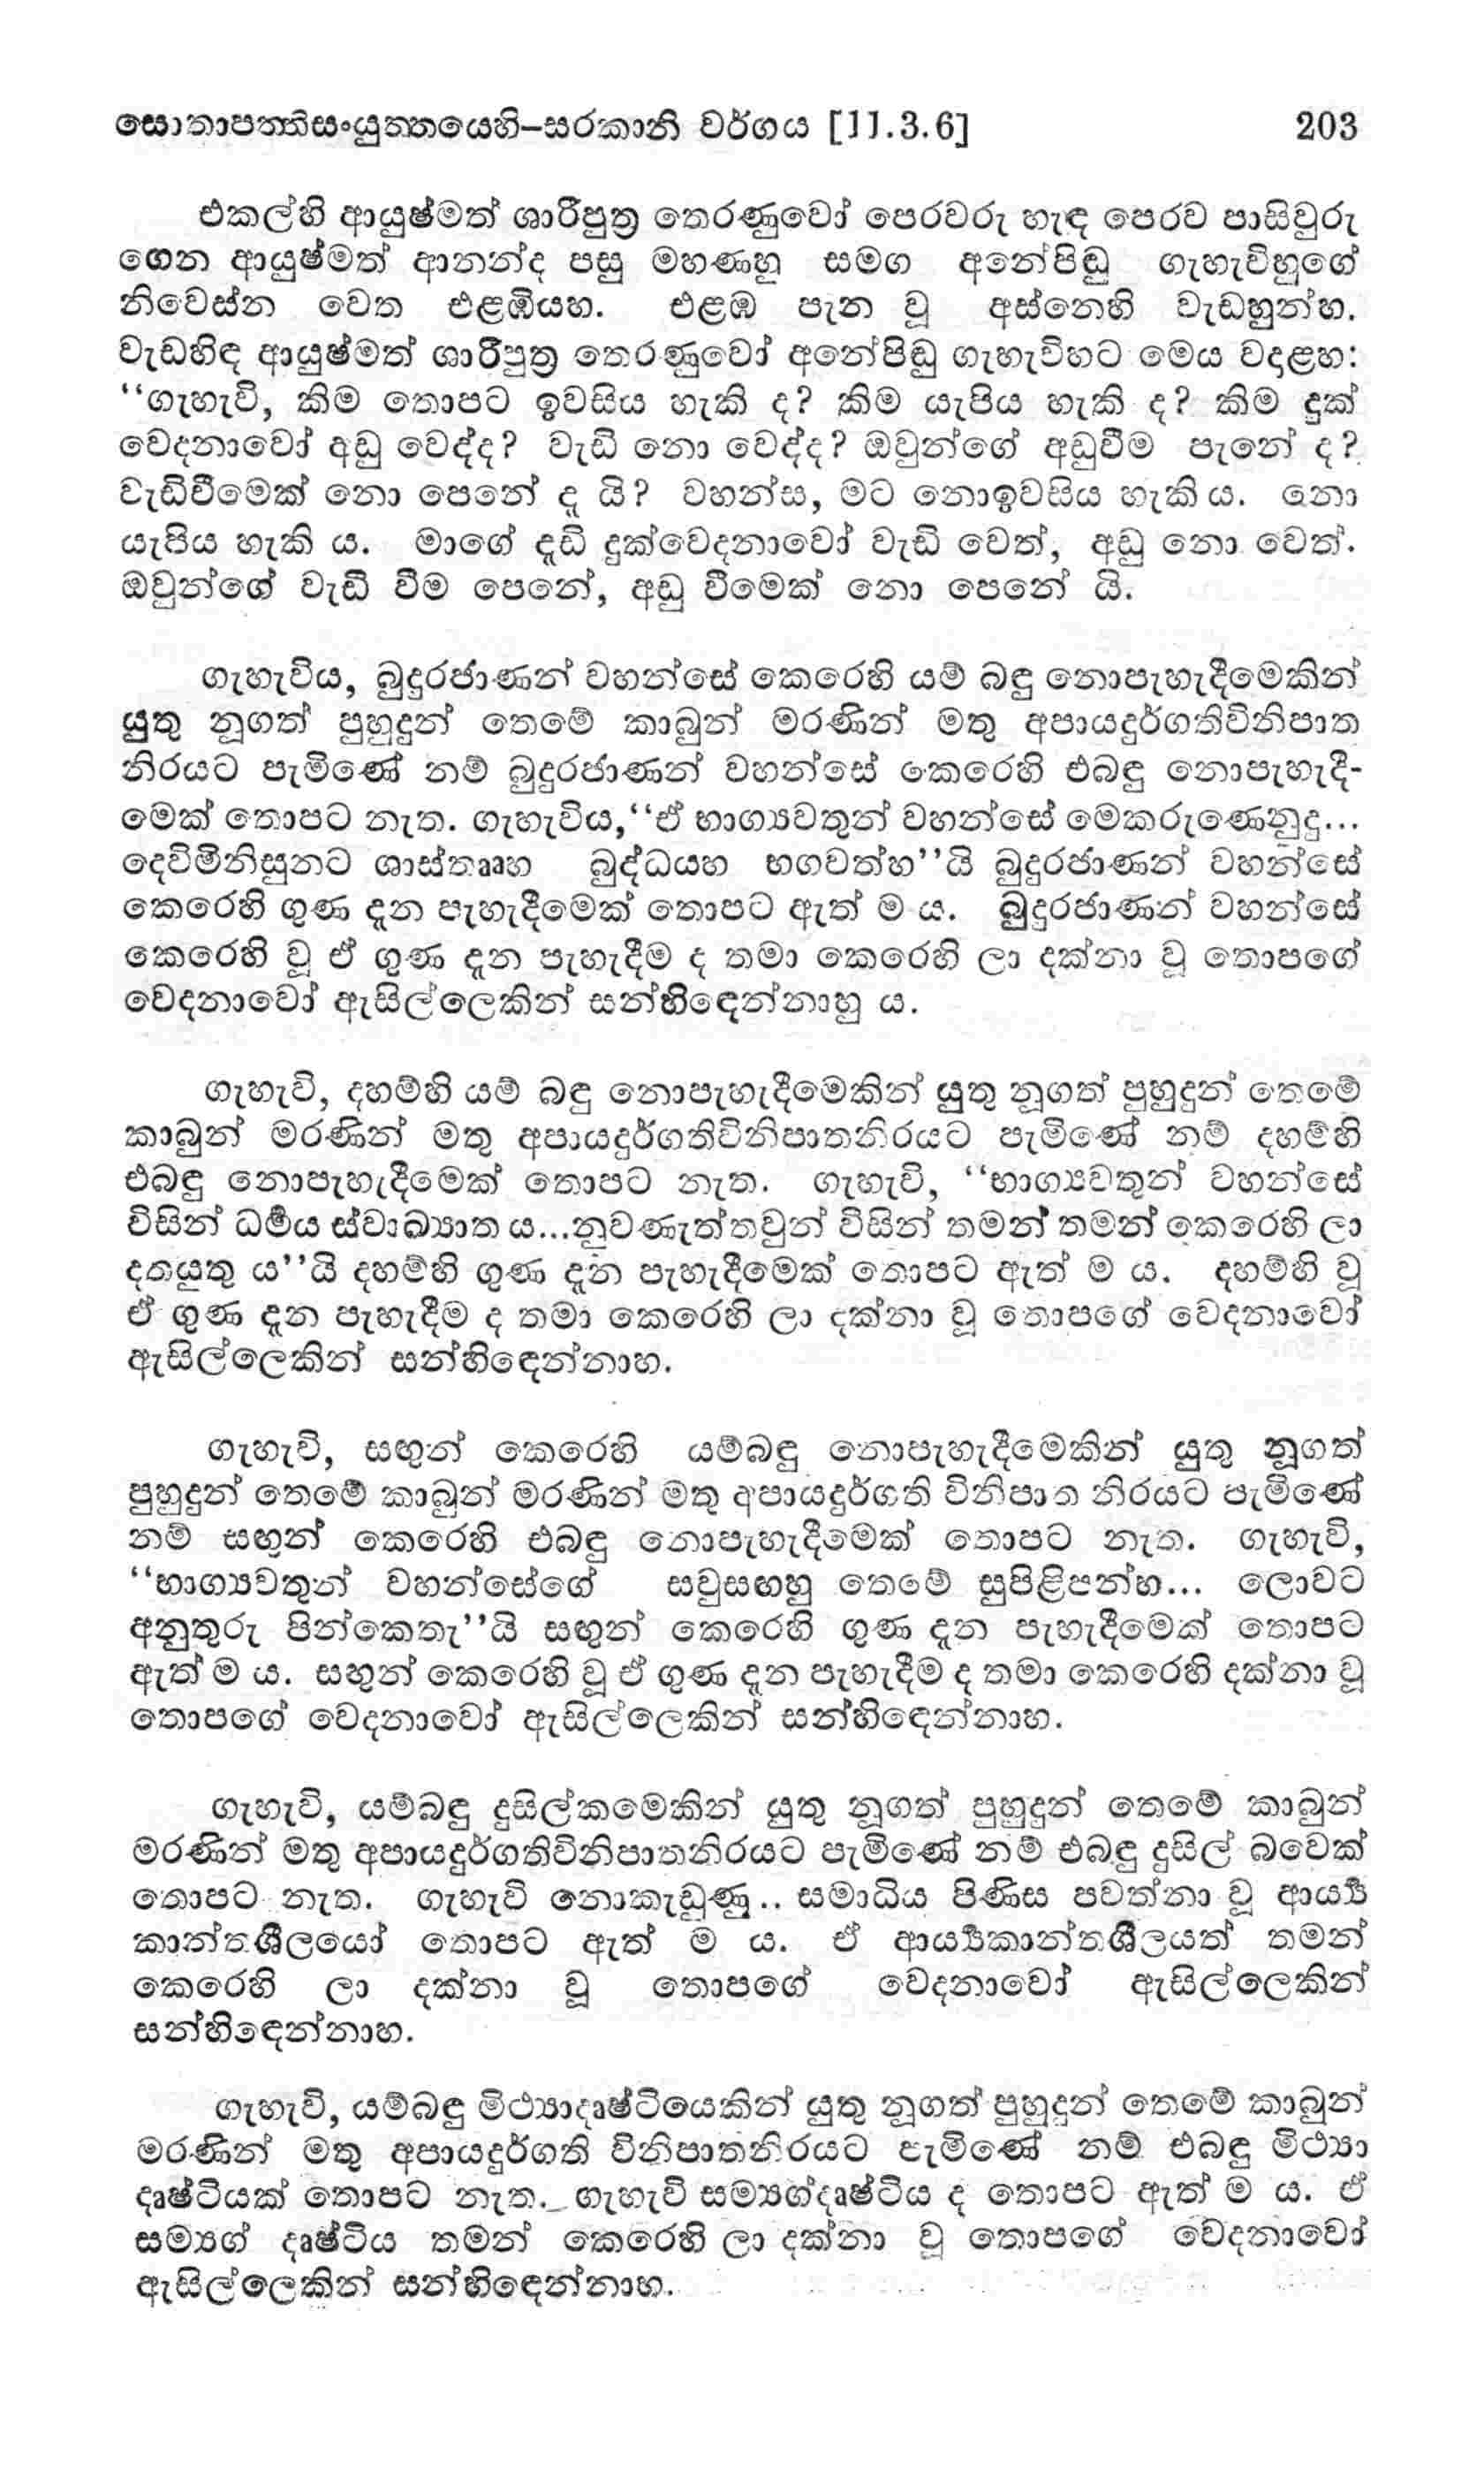 සොතාපත්තිසංයුත්තයෙහි–සරකානි වර්ගය [11.3.6] 203
එකල්හි ආයුෂ්මත් ශාරීපුත්‍ර තෙරණුවෝ පෙරවරු හැඳ පෙරව පාසිවුරු
ගෙන ආයුෂ්මත් ආනන්ද පසු මහණහු සමග අනේපිඬු ගැහැවිහුගේ
නිවෙස්න වෙත එළඹියහ. එළඹ පැන වූ අස්නෙහි වැඩහුන්හ.
වැඩහිඳ ආයුෂ්මත් ශාරීපුත්‍ර තෙරණුවෝ අනේපිඬු ගැහැවිහට මෙය වදළහ:
“ගැහැවි, කිම තොපට ඉවසිය හැකි ද? කිම යැපිය හැකි ද? කිම දුක්
වෙදනාවෝ අඩු වෙද්ද? වැඩි නො වෙද්ද? ඔවුන්ගේ අඩුවීම පැනේ ද?
වැඩිවීමෙක් නො පෙනේ ද යි? වහන්ස, මට නොඉවසිය හැකි ය. නො
යැපිය හැකි ය. මාගේ දැඩි දුක්වෙදනාවෝ වැඩි වෙත්, අඩු නො වෙත්.
ඔවුන්ගේ වැඩි වීම පෙනේ, අඩු වීමෙක් නො පෙනේ යි.
ගැහැවිය, බුදුරජාණන් වහන්සේ කෙරෙහි යම් බඳු නොපැහැදීමෙකින්
යුතු නූගත් පුහුදුන් තෙමේ කාබුන් මරණින් මතු අපායදුර්ගතිවිනිපාත
නිරයට පැමිණේ නම් බුදුරජාණන් වහන්සේ කෙරෙහි එබඳු නොපැහැදී-
මෙක් තොපට නැත. ගැහැවිය,“ඒ භාග්‍යවතුන් වහන්සේ මෙකරුණෙනුදු...
දෙව්මිනිසුනට ශාස්තෲහ බුද්ධයහ භගවත්හ”යි බුදුරජාණන් වහන්සේ
කෙරෙහි ගුණ දැන පැහැදීමෙක් තොපට ඇත් ම ය. බුදුරජාණන් වහන්සේ
කෙරෙහි වූ ඒ ගුණ දැන පැහැදීම ද තමා කෙරෙහි ලා දක්නා වූ තොපගේ
වෙදනාවෝ ඇසිල්ලෙකින් සන්හිඳෙන්නාහු ය.
ගැහැවි, දහම්හි යම් බඳු නොපැහැදීමෙකින් යුතු නූගත් පුහුදුන් තෙමේ
කාබුන් මරණින් මතු අපායදුර්ගතිවිනිපාතනිරයට පැමිණේ නම් දහම්හි
එබඳු නොපැහැදීමෙක් තොපට නැත. ගැහැවි, “භාග්‍යවතුන් වහන්සේ
විසින් ධර්‍මය ස්වාඛ්‍යාත ය...නුවණැත්තවුන් විසින් තමන් තමන් කෙරෙහි ලා
දතයුතු ය”යි දහම්හි ගුණ දැන පැහැදීමෙක් තොපට ඇත් ම ය. දහම්හි වූ
ඒ ගුණ දැන පැහැදීම ද තමා කෙරෙහි ලා දක්නා වූ තොපගේ වෙදනාවෝ
ඇසිල්ලෙකින් සන්හිඳෙන්නාහ.
ගැහැවි, සඟුන් කෙරෙහි යම්බඳු නොපැහැදීමෙකින් යුතු නූගත්
පුහුදුන් තෙමේ කාබුන් මරණින් මතු අපායදුර්ගති විනිපාත නිරයට පැමිණේ
නම් සඟුන් කෙරෙහි එබඳු නොපැහැදීමෙක් තොපට නැත. ගැහැවි,
“භාග්‍යවතුන් වහන්සේගේ සවුසඟහු තෙමේ සුපිළිපන්හ... ලොවට
අනුතුරු පින්කෙතැ”යි සඟුන් කෙරෙහි ගුණ දැන පැහැදීමෙක් තොපට
ඇත් ම ය. සඟුන් කෙරෙහි වූ ඒ ගුණ දැන පැහැදීම ද තමා කෙරෙහි දක්නා වූ
තොපගේ වෙදනාවෝ ඇසිල්ලෙකින් සන්හිඳෙන්නාහ.
ගැහැවි, යම්බඳු දුසිල්කමෙකින් යුතු නූගත් පුහුදුන් තෙමේ කාබුන්
මරණින් මතු අපායදුර්ගතිවිනිපාතනිරයට පැමිණේ නම් එබඳු දුසිල් බවෙක්
තොපට නැත. ගැහැවි නොකැඩුණු.. සමාධිය පිණිස පවත්නා වූ ආර්‍ය්‍ය
කාන්තශීලයෝ තොපට ඇත් ම ය. ඒ ආර්‍ය්‍යකාන්තශීලයත් තමන්
කෙරෙහි ලා දක්නා වූ තොපගේ වෙදනාවෝ ඇසිල්ලෙකින්
සන්හිඳෙන්නාහ.
ගැහැවි, යම්බඳු මිථ්‍යාදෘෂ්ටියෙකින් යුතු නූගත් පුහුදුන් තෙමේ කාබුන්
මරණින් මතු අපායදුර්ගති විනිපාතනිරයට පැමිණේ නම් එබඳු මිථ්‍යා
දෘෂ්ටියක් තොපට නැත. ගැහැවි සම්‍යග්දෘෂ්ටිය ද තොපට ඇත් ම ය. ඒ
සම්‍යග් දෘෂ්ටිය තමන් කෙරෙහි ලා දක්නා වූ තොපගේ වෙදනාවෝ
ඇසිල්ලෙකින් සන්හිඳෙන්නාහ.